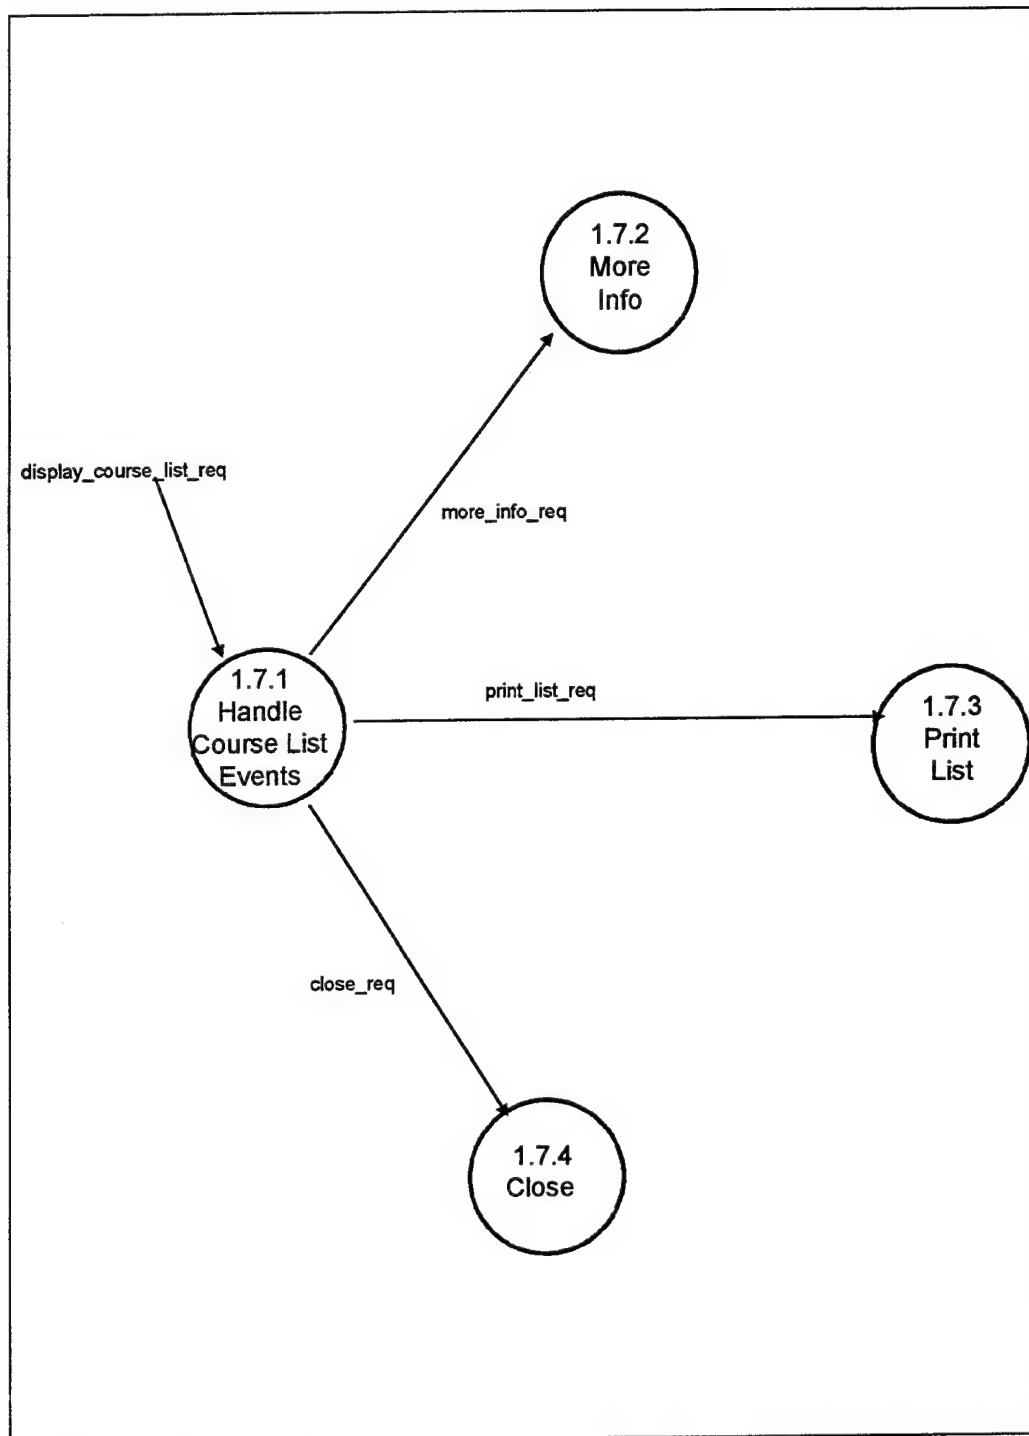 1.7.2
More
Info
display_course_list_req
more_info_req
1.7.1
Handle
Course List
Events
print_list_req
1.7.3
Print
List
close_req
1.7.4
Close